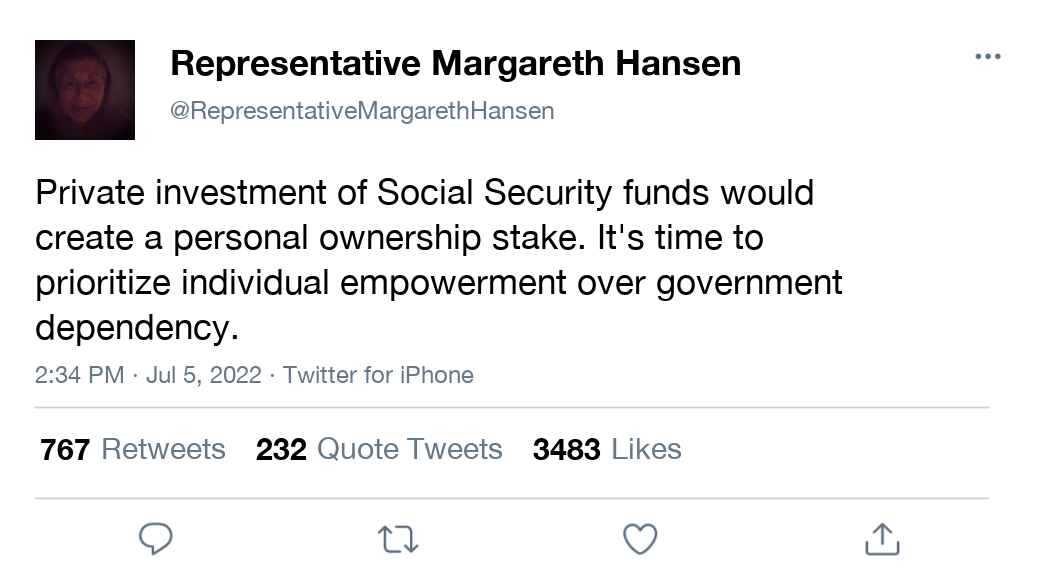 Representative Margareth Hansen
@RepresentativeMargarethHansen
Private investment of Social Security funds would
create a personal ownership stake. It's time to
prioritize individual empowerment over government
dependency.
2:34 PM · Jul 5, 2022 · Twitter for iPhone
767 Retweets 232 Quote Tweets 3483 Likes